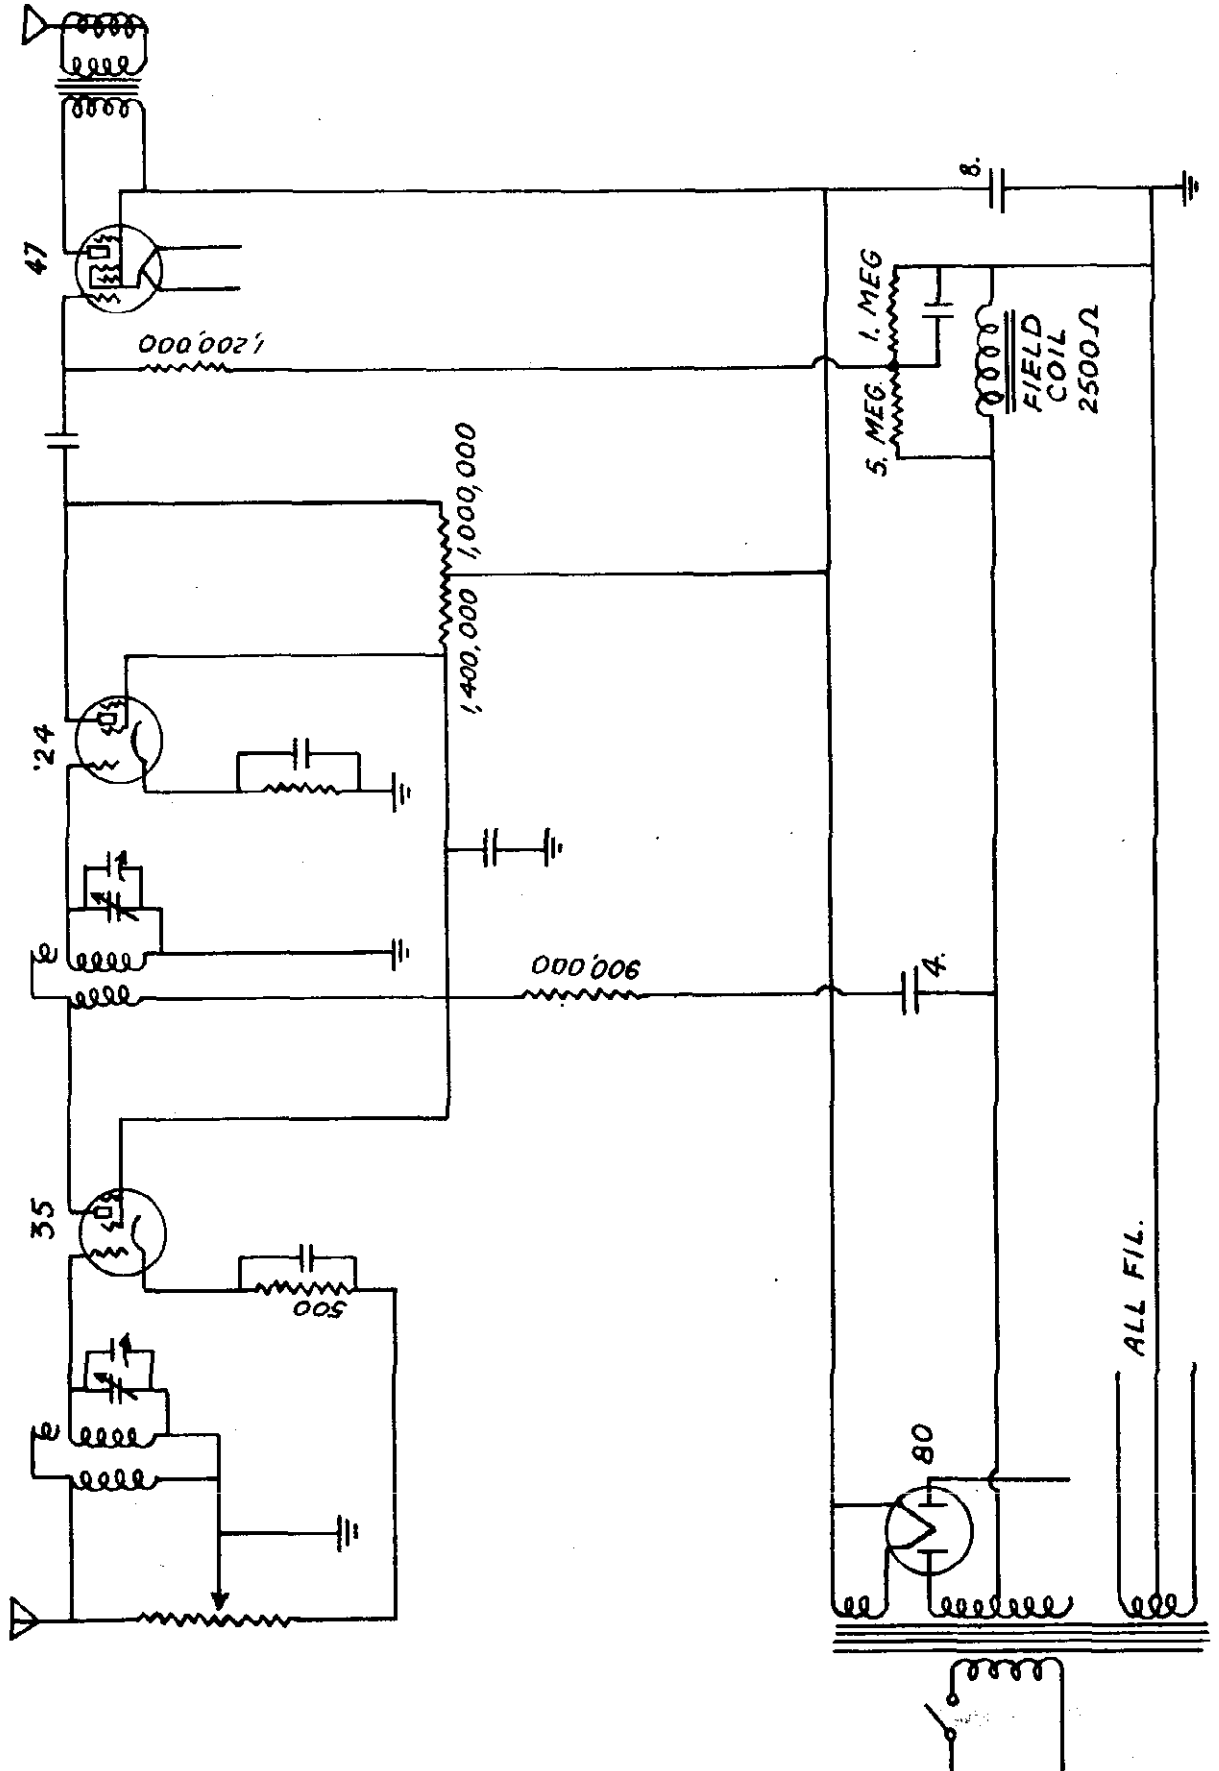 47
1,200,000
8.
1. MEG
5. MEG.
FIELD
COIL
2500Ω
1,000,000
1,400,000
'24
900,000
4.
35
500
80
ALL FIL.